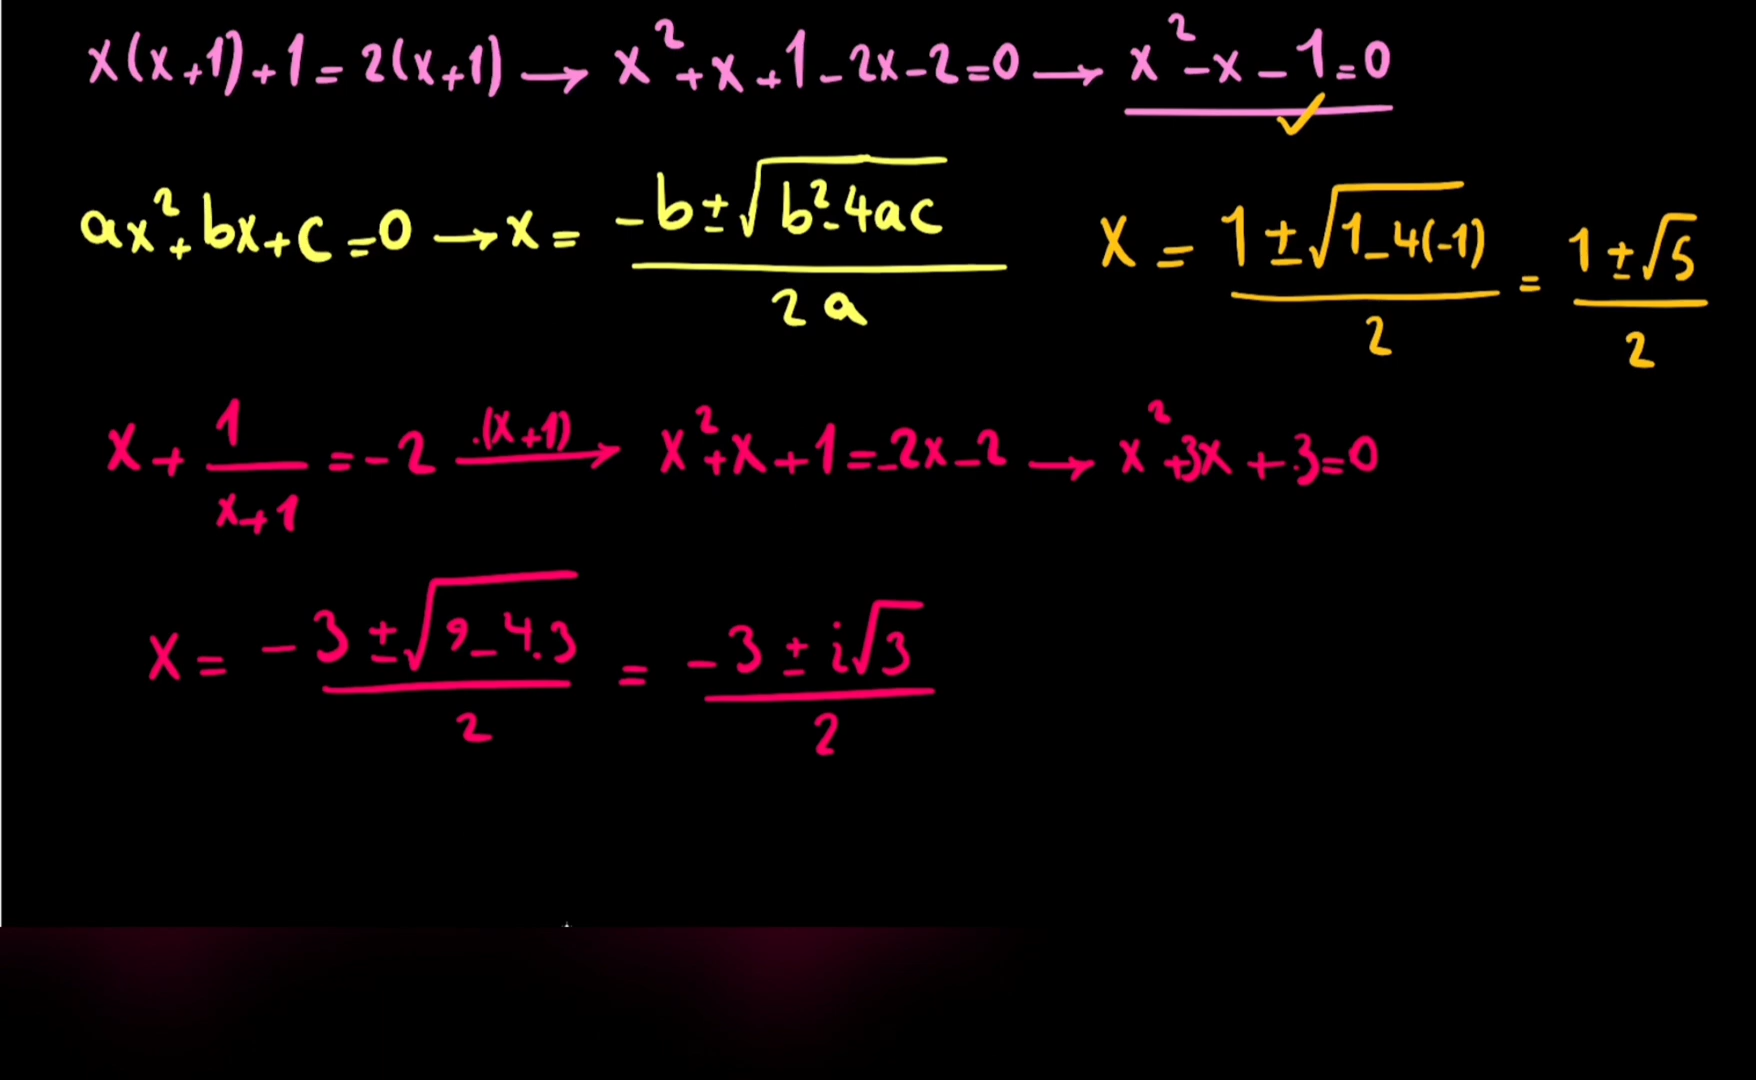 x(x+1)+1=2(x+1) → x²+x+1-2x-2=0 → x²-x-1=0 ✓
ax²+bx+c=0 → x = (-b±√(b²-4ac))/(2a)
x = (1±√(1-4(-1)))/2 = (1±√5)/2
x + 1/(x+1) = -2 —·(x+1)→ x²+x+1=-2x-2 → x²+3x+3=0
x = (-3±√(9-4.3))/2 = (-3±i√3)/2